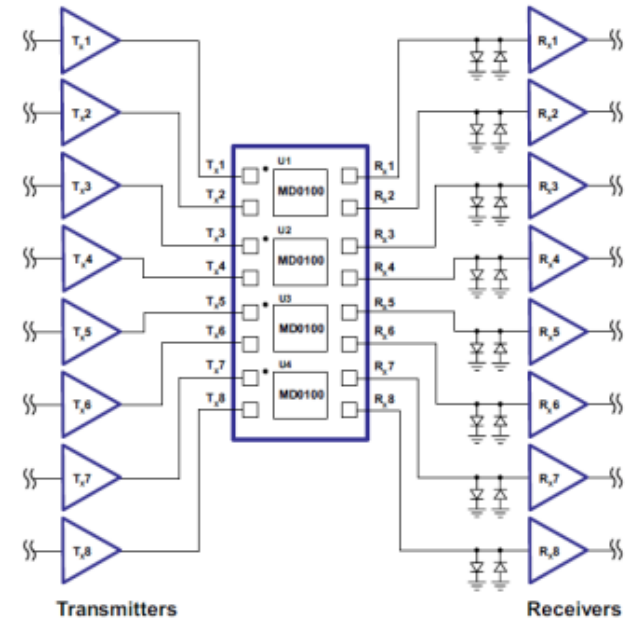 Tx1
Tx2
Tx3
Tx4
Tx5
Tx6
Tx7
Tx8
Transmitters
Tx1
Tx2
Tx3
Tx4
Tx5
Tx6
Tx7
Tx8
U1
MD0100
U2
MD0100
U3
MD0100
U4
MD0100
Rx1
Rx2
Rx3
Rx4
Rx5
Rx6
Rx7
Rx8
Rx1
Rx2
Rx3
Rx4
Rx5
Rx6
Rx7
Rx8
Receivers